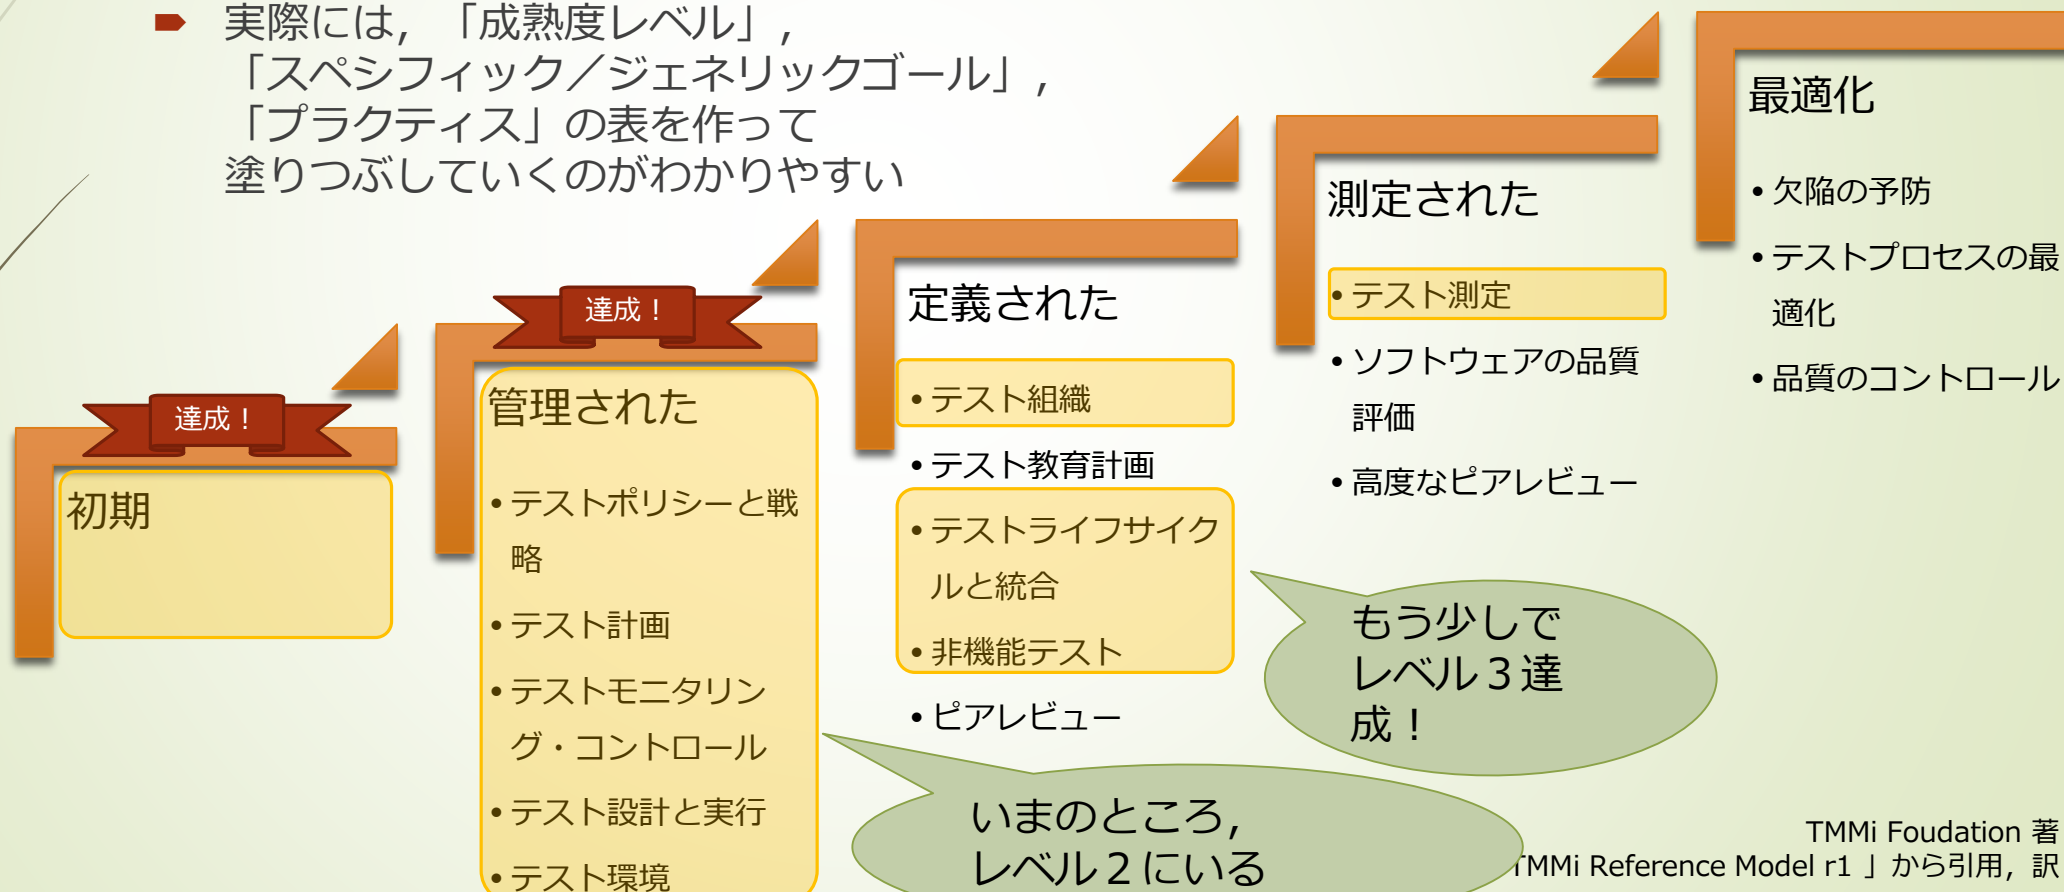 実際には，「成熟度レベル」，
「スペシフィック／ジェネリックゴール」，
「プラクティス」の表を作って
塗りつぶしていくのがわかりやすい
達成！
初期
達成！
管理された
• テストポリシーと戦
略
• テスト計画
• テストモニタリン
グ・コントロール
• テスト設計と実行
• テスト環境
定義された
• テスト組織
• テスト教育計画
• テストライフサイク
ルと統合
• 非機能テスト
• ピアレビュー
測定された
• テスト測定
• ソフトウェアの品質
評価
• 高度なピアレビュー
最適化
• 欠陥の予防
• テストプロセスの最
適化
• 品質のコントロール
もう少しで
レベル３達
成！
いまのところ，
レベル２にいる
TMMi Foudation 著
TMMi Reference Model r1 」から引用，訳